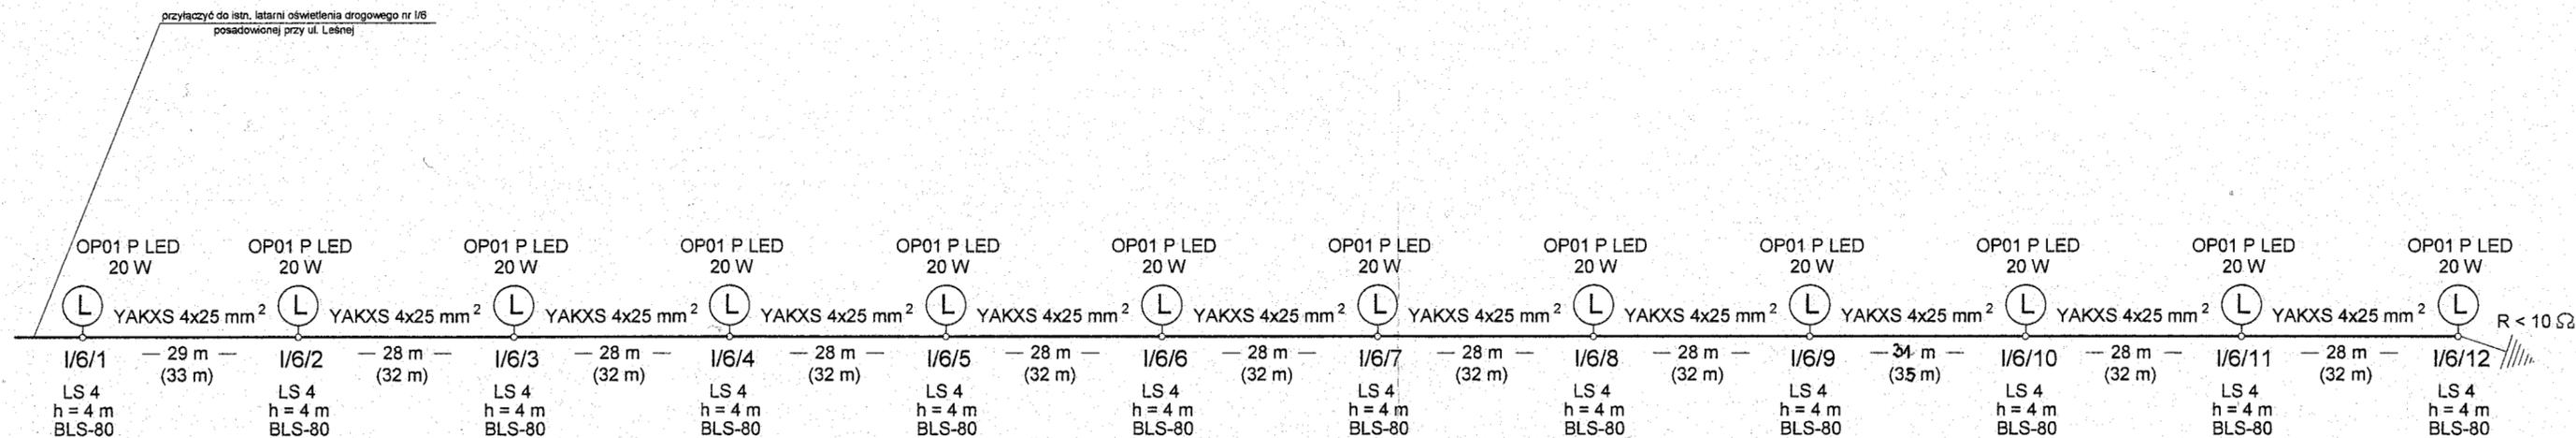 przyłączyć do istn. latarni oświetlenia drogowego nr I/6
posadowionej przy ul. Leśnej
OP01 P LED OP01 P LED OP01 P LED OP01 P LED OP01 P LED OP01 P LED OP01 P LED OP01 P LED OP01 P LED OP01 P LED OP01 P LED OP01 P LED
20 W 20 W 20 W 20 W 20 W 20 W 20 W 20 W 20 W 20 W 20 W 20 W
L YAKXS 4x25 mm² L YAKXS 4x25 mm² L YAKXS 4x25 mm² L YAKXS 4x25 mm² L YAKXS 4x25 mm² L YAKXS 4x25 mm² L YAKXS 4x25 mm² L YAKXS 4x25 mm² L YAKXS 4x25 mm² L YAKXS 4x25 mm² L YAKXS 4x25 mm² L R < 10 Ω
I/6/1 — 29 m — I/6/2 — 28 m — I/6/3 — 28 m — I/6/4 — 28 m — I/6/5 — 28 m — I/6/6 — 28 m — I/6/7 — 28 m — I/6/8 — 28 m — I/6/9 — 31 m — I/6/10 — 28 m — I/6/11 — 28 m — I/6/12
(33 m) (32 m) (32 m) (32 m) (32 m) (32 m) (32 m) (32 m) (35 m) (32 m) (32 m)
LS 4 LS 4 LS 4 LS 4 LS 4 LS 4 LS 4 LS 4 LS 4 LS 4 LS 4 LS 4
h = 4 m h = 4 m h = 4 m h = 4 m h = 4 m h = 4 m h = 4 m h = 4 m h = 4 m h = 4 m h = 4 m h = 4 m
BLS-80 BLS-80 BLS-80 BLS-80 BLS-80 BLS-80 BLS-80 BLS-80 BLS-80 BLS-80 BLS-80 BLS-80